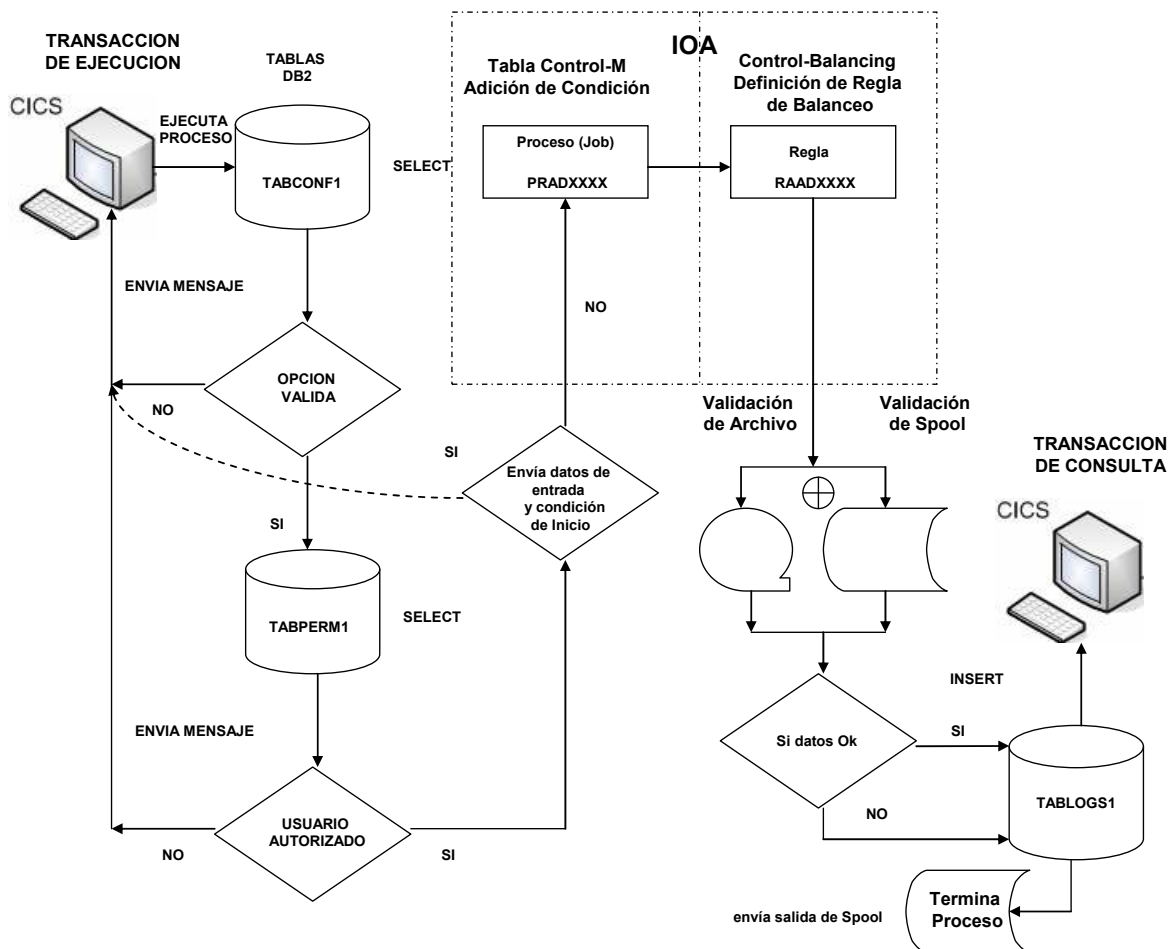 TRANSACCION
DE EJECUCION
CICS
EJECUTA
PROCESO
TABLAS
DB2
TABCONF1
SELECT
ENVIA MENSAJE
OPCION
VALIDA
NO
SI
TABPERM1
SELECT
ENVIA MENSAJE
USUARIO
AUTORIZADO
NO
SI
IOA
Tabla Control-M
Adición de Condición
Proceso (Job)
PRADXXXX
Control-Balancing
Definición de Regla
de Balanceo
Regla
RAADXXXX
NO
SI
Envía datos de
entrada
y condición
de Inicio
Validación
de Archivo
Validación
de Spool
Si datos Ok
SI
NO
INSERT
TRANSACCION
DE CONSULTA
CICS
TABLOGS1
envía salida de Spool
Termina
Proceso